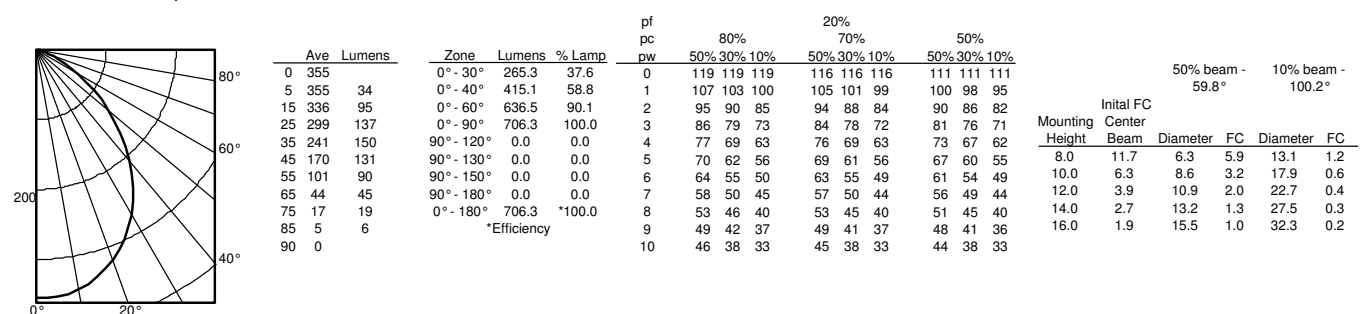 80°
60°
200
40°
0° 20°
Ave Lumens
0 355
5 355 34
15 336 95
25 299 137
35 241 150
45 170 131
55 101 90
65 44 45
75 17 19
85 5 6
90 0
Zone Lumens % Lamp
0° - 30° 265.3 37.6
0° - 40° 415.1 58.8
0° - 60° 636.5 90.1
0° - 90° 706.3 100.0
90° - 120° 0.0 0.0
90° - 130° 0.0 0.0
90° - 150° 0.0 0.0
90° - 180° 0.0 0.0
0° - 180° 706.3 *100.0
*Efficiency
pf 20%
pc 80% 70% 50%
pw 50% 30% 10% 50% 30% 10% 50% 30% 10%
0 119 119 119 116 116 116 111 111 111
1 107 103 100 105 101 99 100 98 95
2 95 90 85 94 88 84 90 86 82
3 86 79 73 84 78 72 81 76 71
4 77 69 63 76 69 63 73 67 62
5 70 62 56 69 61 56 67 60 55
6 64 55 50 63 55 49 61 54 49
7 58 50 45 57 50 44 56 49 44
8 53 46 40 53 45 40 51 45 40
9 49 42 37 49 41 37 48 41 36
10 46 38 33 45 38 33 44 38 33
50% beam - 10% beam -
59.8° 100.2°
Inital FC
Mounting Center
Height Beam Diameter FC Diameter FC
8.0 11.7 6.3 5.9 13.1 1.2
10.0 6.3 8.6 3.2 17.9 0.6
12.0 3.9 10.9 2.0 22.7 0.4
14.0 2.7 13.2 1.3 27.5 0.3
16.0 1.9 15.5 1.0 32.3 0.2